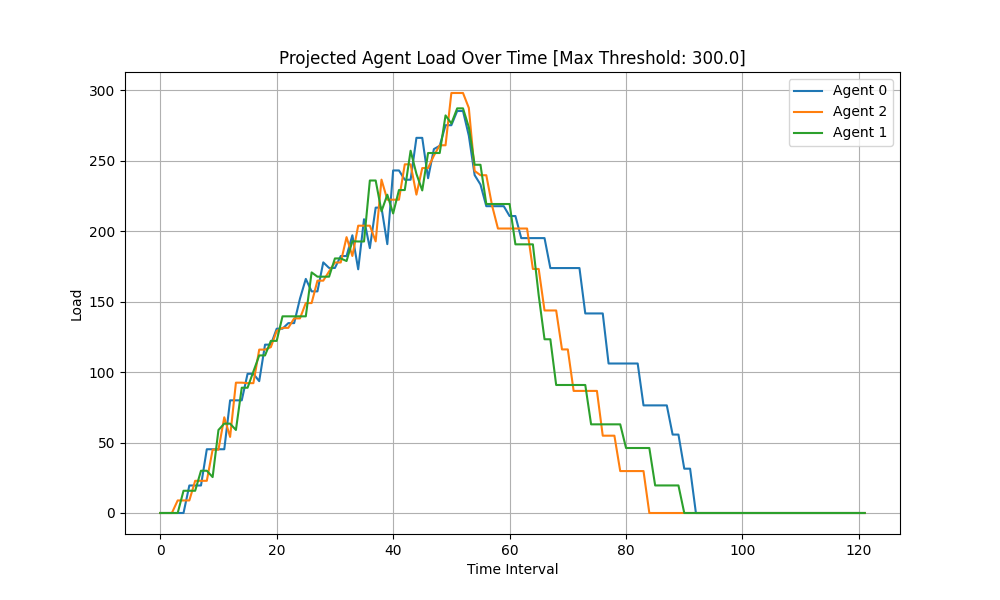 Projected Agent Load Over Time [Max Threshold: 300.0]
Agent 0
Agent 2
Agent 1
Load
300
250
200
150
100
50
0
0 20 40 60 80 100 120
Time Interval